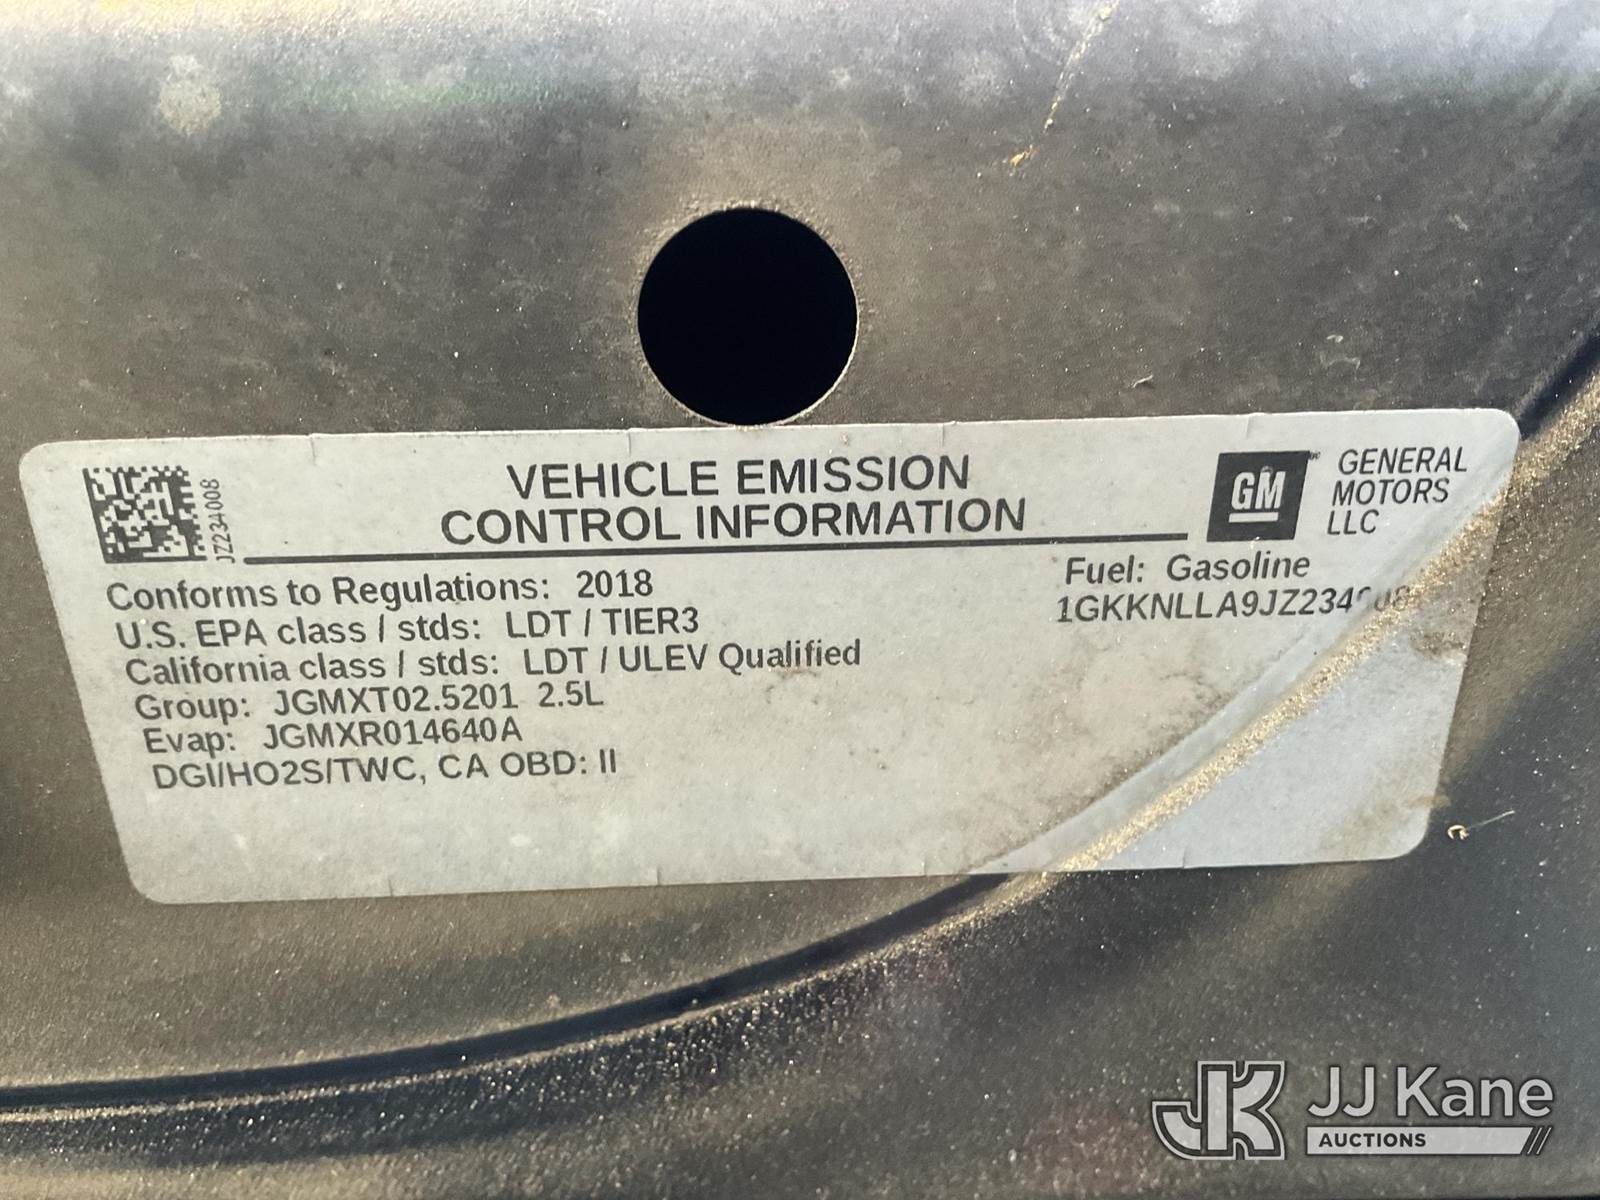 JZ234008
VEHICLE EMISSION
CONTROL INFORMATION
GM
GENERAL
MOTORS
LLC
Conforms to Regulations: 2018
U.S. EPA class / stds: LDT / TIER3
California class / stds: LDT / ULEV Qualified
Group: JGMXT02.5201 2.5L
Evap: JGMXR014640A
DGI/HO2S/TWC, CA OBD: II
Fuel: Gasoline
JK JJ Kane
AUCTIONS